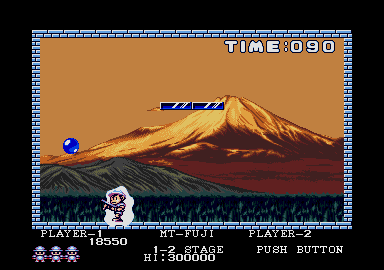 TIME:090
PLAYER-1 MT-FUJI PLAYER-2
18550
1-2 STAGE PUSH BUTTON
HI:300000